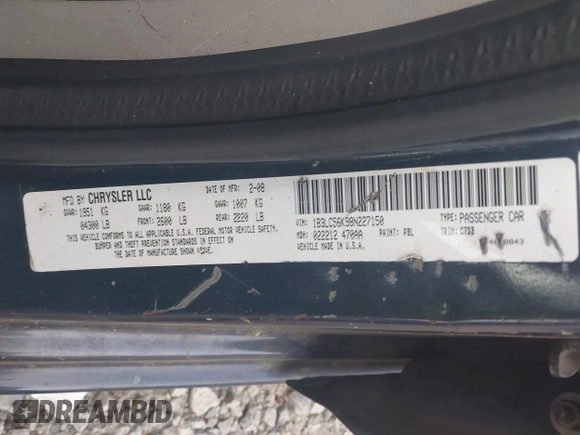 MFD BY CHRYSLER LLC DATE OF MFR: 2-08
GVWR: 1951 KG GAWR: 1180 KG GAWR: 1007 KG
04300 LB FRONT: 2600 LB REAR: 2220 LB
THIS VEHICLE CONFORMS TO ALL APPLICABLE U.S.A. FEDERAL MOTOR VEHICLE SAFETY,
BUMPER AND THEFT PREVENTION STANDARDS IN EFFECT ON
THE DATE OF MANUFACTURE SHOWN ABOVE.
VIN: 1B3LC56K98N227150 TYPE: PASSENGER CAR
MDH: 022212 470AA PAINT: PBL TRIM:
VEHICLE MADE IN U.S.A.
DREAMBID